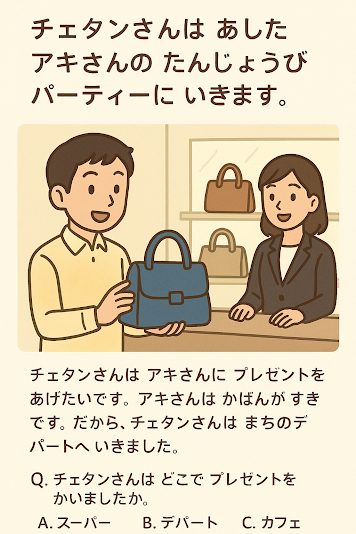 チェタンさんは あした
アキさんの たんじょうび
パーティーに いきます。
チェタンさんは アキさんに プレゼントを
あげたいです。 アキさんは かばんが すき
です。 だから、チェタンさんは まちのデ
パートへ いきました。
Q. チェタンさんは どこで プレゼントを
かいましたか。
A. スーパー B. デパート C. カフェ